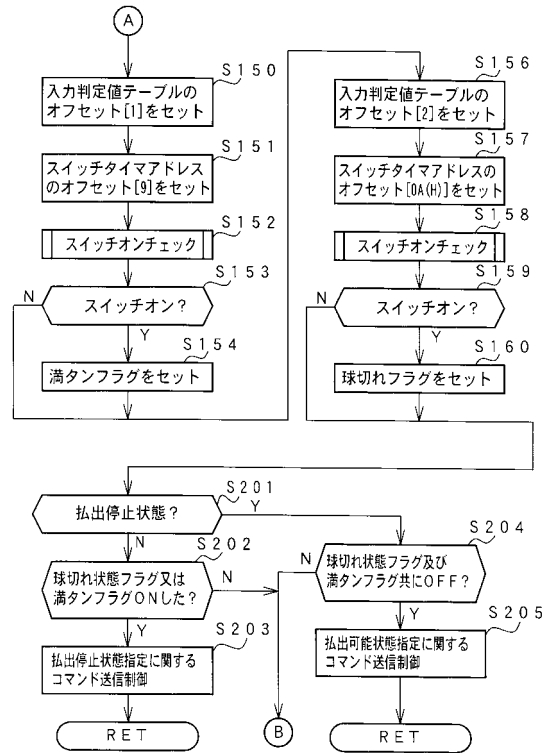 A
S150
入力判定値テーブルの
オフセット[1]をセット
S151
スイッチタイマアドレス
のオフセット[9]をセット
S152
スイッチオンチェック
S153
N
スイッチオン?
Y
S154
満タンフラグをセット
S156
入力判定値テーブルの
オフセット[2]をセット
S157
スイッチタイマアドレスの
オフセット[0A(H)]をセット
S158
スイッチオンチェック
S159
N
スイッチオン?
Y
S160
球切れフラグをセット
S201
払出停止状態?
Y
N
S202
球切れ状態フラグ又は
満タンフラグONした?
N
Y
S203
払出停止状態指定に関する
コマンド送信制御
RET
S204
N
球切れ状態フラグ及び
満タンフラグ共にOFF?
Y
S205
払出可能状態指定に関する
コマンド送信制御
B
RET